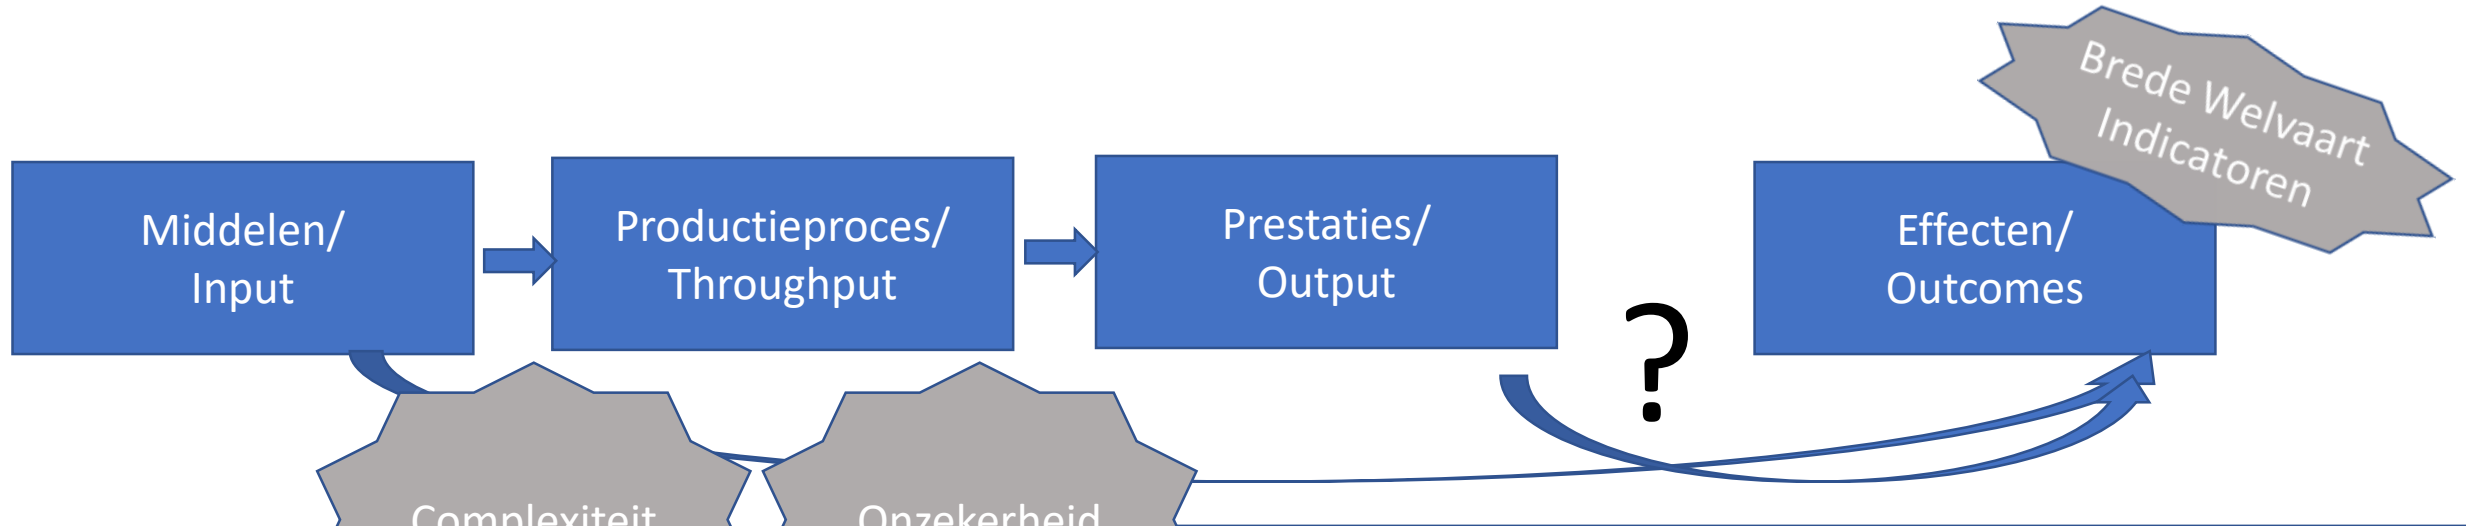 Brede Welvaart
Indicatoren
Middelen/
Input
Productieproces/
Throughput
Prestaties/
Output
Effecten/
Outcomes
?
Complexiteit
Onzekerheid